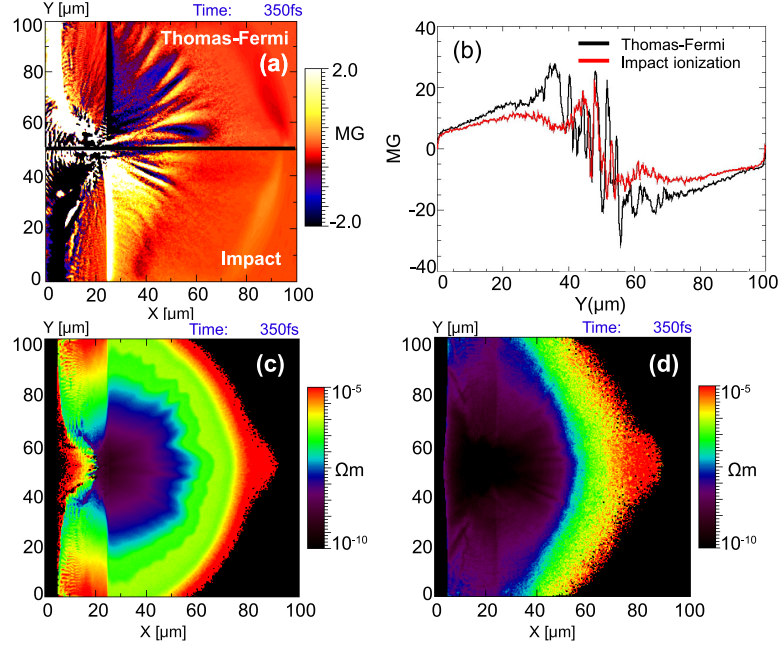 Y [µm]
Time: 350fs
100
80
60
40
20
0
Thomas-Fermi
(a)
Impact
2.0
MG
-2.0
0 20 40 60 80 100
X [µm]
(b)
Thomas-Fermi
Impact ionization
40
20
0
-20
-40
MG
0 20 40 60 80 100
Y(µm)
Y [µm]
Time: 350fs
100
80
60
40
20
0
(c)
10-5
Ωm
10-10
0 20 40 60 80 100
X [µm]
Y [µm]
Time: 350fs
100
80
60
40
20
0
(d)
10-5
Ωm
10-10
0 20 40 60 80 100
X [µm]